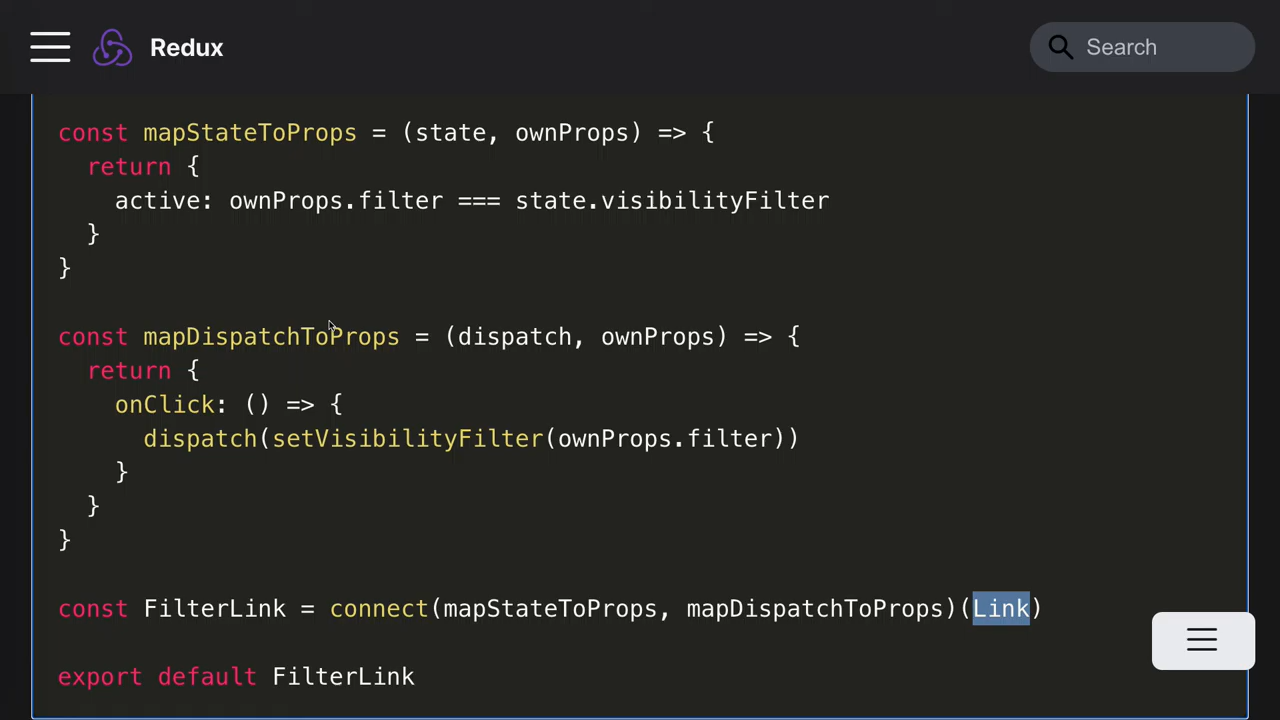 Redux
Search
const mapStateToProps = (state, ownProps) => {
  return {
    active: ownProps.filter === state.visibilityFilter
  }
}
const mapDispatchToProps = (dispatch, ownProps) => {
  return {
    onClick: () => {
      dispatch(setVisibilityFilter(ownProps.filter))
    }
  }
}
const FilterLink = connect(mapStateToProps, mapDispatchToProps)(Link)
export default FilterLink